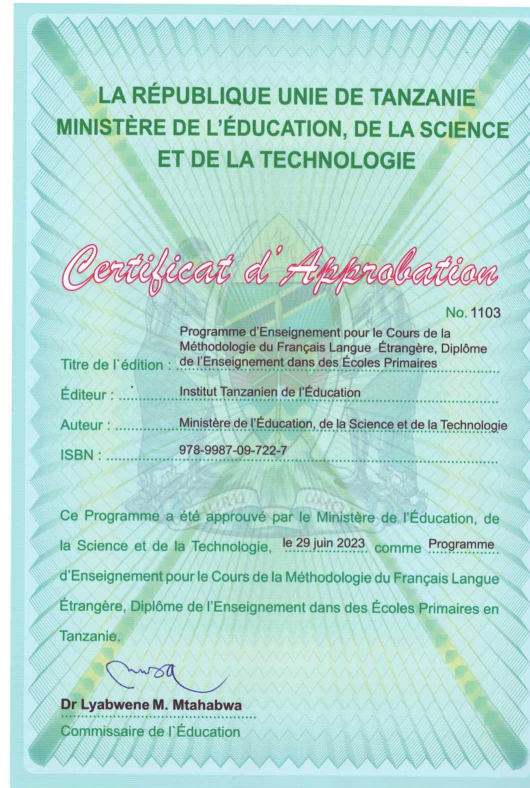 LA RÉPUBLIQUE UNIE DE TANZANIE
MINISTÈRE DE L'ÉDUCATION, DE LA SCIENCE
ET DE LA TECHNOLOGIE
Certificat d'Approbation
No. 1103
Programme d'Enseignement pour le Cours de la
Méthodologie du Français Langue Étrangère, Diplôme
Titre de l`édition : de l'Enseignement dans des Écoles Primaires
Éditeur : Institut Tanzanien de l'Éducation
Auteur : Ministère de l'Éducation, de la Science et de la Technologie
ISBN : 978-9987-09-722-7
Ce Programme a été approuvé par le Ministère de l'Éducation, de
la Science et de la Technologie, le 29 juin 2023 comme Programme
d'Enseignement pour le Cours de la Méthodologie du Français Langue
Étrangère, Diplôme de l'Enseignement dans des Écoles Primaires en
Tanzanie.
Dr Lyabwene M. Mtahabwa
Commissaire de l`Éducation